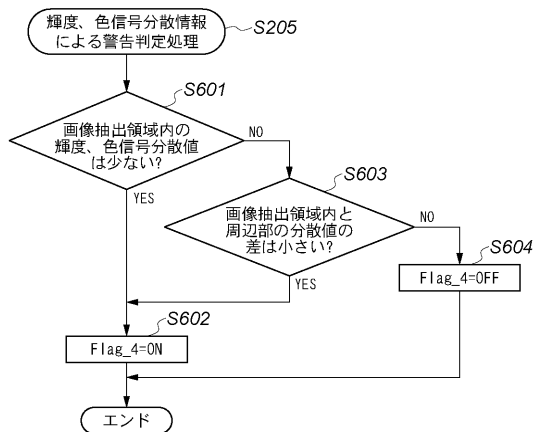 輝度、色信号分散情報
による警告判定処理
S205
S601
画像抽出領域内の
輝度、色信号分散値
は少ない?
NO
YES
S603
画像抽出領域内と
周辺部の分散値の
差は小さい?
NO
YES
S604
Flag_4=OFF
S602
Flag_4=ON
エンド